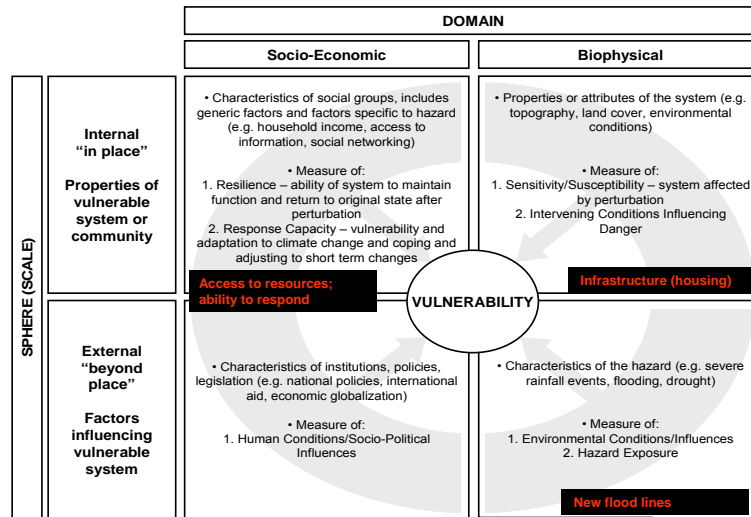 DOMAIN
Socio-Economic
Biophysical
SPHERE (SCALE)
Internal
“in place”
Properties of
vulnerable
system or
community
• Characteristics of social groups, includes
generic factors and factors specific to hazard
(e.g. household income, access to
information, social networking)
• Measure of:
1. Resilience – ability of system to maintain
function and return to original state after
perturbation
2. Response Capacity – vulnerability and
adaptation to climate change and coping and
adjusting to short term changes
Access to resources;
ability to respond
• Properties or attributes of the system (e.g.
topography, land cover, environmental
conditions)
• Measure of:
1. Sensitivity/Susceptibility – system affected
by perturbation
2. Intervening Conditions Influencing
Danger
Infrastructure (housing)
VULNERABILITY
External
“beyond
place”
Factors
influencing
vulnerable
system
• Characteristics of institutions, policies,
legislation (e.g. national policies, international
aid, economic globalization)
• Measure of:
1. Human Conditions/Socio-Political
Influences
• Characteristics of the hazard (e.g. severe
rainfall events, flooding, drought)
• Measure of:
1. Environmental Conditions/Influences
2. Hazard Exposure
New flood lines